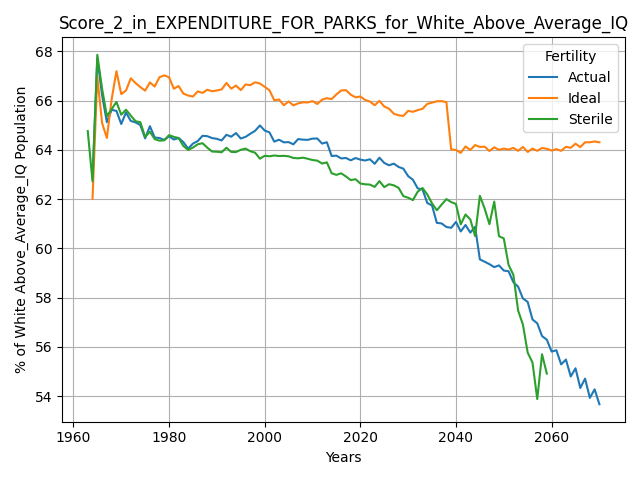 Score_2_in_EXPENDITURE_FOR_PARKS_for_White_Above_Average_IQ
% of White Above_Average_IQ Population
68
66
64
62
60
58
56
54
Fertility
Actual
Ideal
Sterile
1960
1980
2000
2020
2040
2060
Years